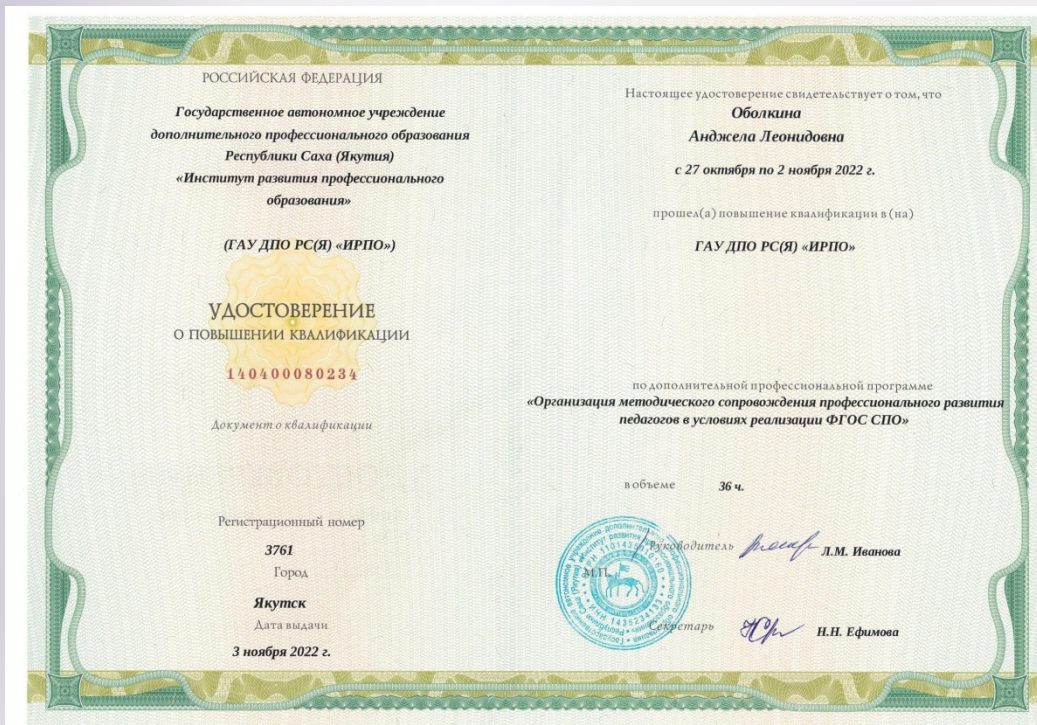 РОССИЙСКАЯ ФЕДЕРАЦИЯ
Государственное автономное учреждение
дополнительного профессионального образования
Республики Саха (Якутия)
«Институт развития профессионального
образования»
(ГАУ ДПО РС(Я) «ИРПО»)
УДОСТОВЕРЕНИЕ
О ПОВЫШЕНИИ КВАЛИФИКАЦИИ
140400080234
Документ о квалификации
Регистрационный номер
3761
Город
Якутск
Дата выдачи
3 ноября 2022 г.
Настоящее удостоверение свидетельствует о том, что
Оболкина
Анджела Леонидовна
с 27 октября по 2 ноября 2022 г.
прошел(а) повышение квалификации в (на)
ГАУ ДПО РС(Я) «ИРПО»
по дополнительной профессиональной программе
«Организация методического сопровождения профессионального развития
педагогов в условиях реализации ФГОС СПО»
в объеме 36 ч.
Руководитель Л.М. Иванова
М.П.
Секретарь Н.Н. Ефимова